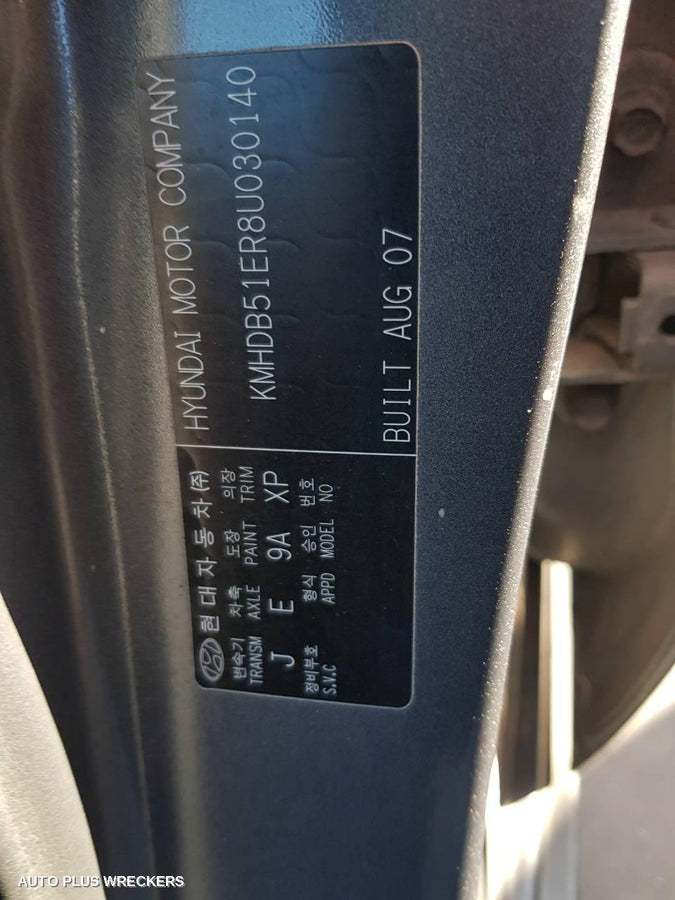 현대자동차(주)
HYUNDAI MOTOR COMPANY
변속기 차축 도장 의장
TRANSM AXLE PAINT TRIM
KMHDB51ER8U030140
J E 9A XP
정비부호 형식 승인 번호
S.V.C APPD MODEL NO
BUILT AUG 07
AUTO PLUS WRECKERS